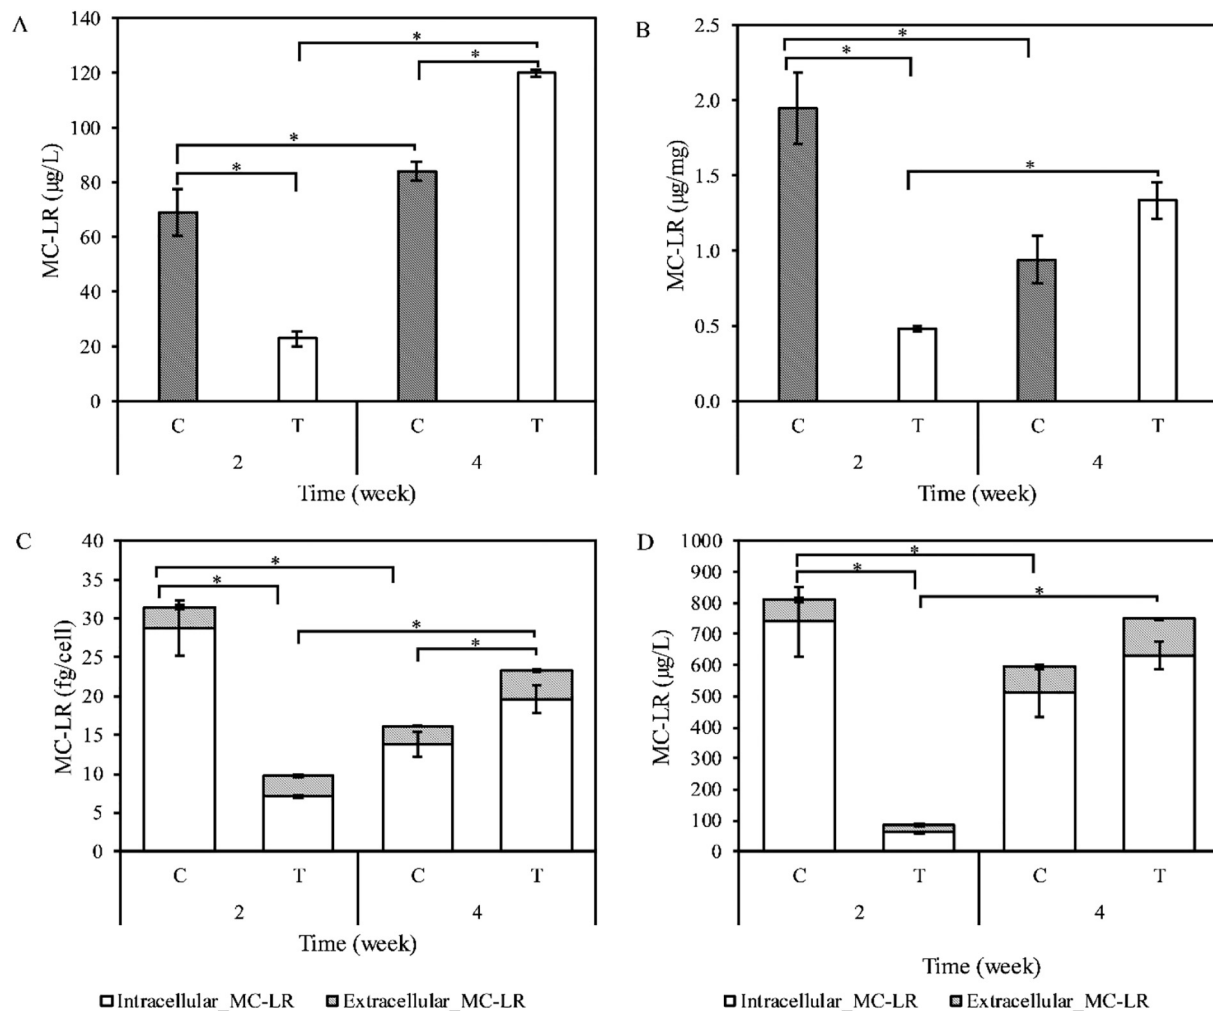 A
MC-LR (µg/L)
140
120
100
80
60
40
20
0
*
*
*
*
C
T
C
T
2
4
Time (week)
B
MC-LR (µg/mg)
2.5
2.0
1.5
1.0
0.5
0.0
*
*
*
C
T
C
T
2
4
Time (week)
C
MC-LR (fg/cell)
40
35
30
25
20
15
10
5
0
*
*
*
*
C
T
C
T
2
4
Time (week)
Intracellular_MC-LR Extracellular_MC-LR
D
MC-LR (µg/L)
1000
900
800
700
600
500
400
300
200
100
0
*
*
*
C
T
C
T
2
4
Time (week)
Intracellular_MC-LR Extracellular_MC-LR